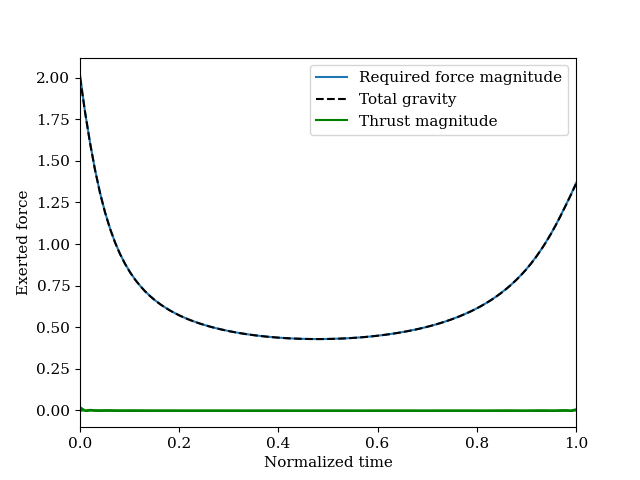 Required force magnitude
Total gravity
Thrust magnitude
Exerted force
2.00
1.75
1.50
1.25
1.00
0.75
0.50
0.25
0.00
0.0 0.2 0.4 0.6 0.8 1.0
Normalized time